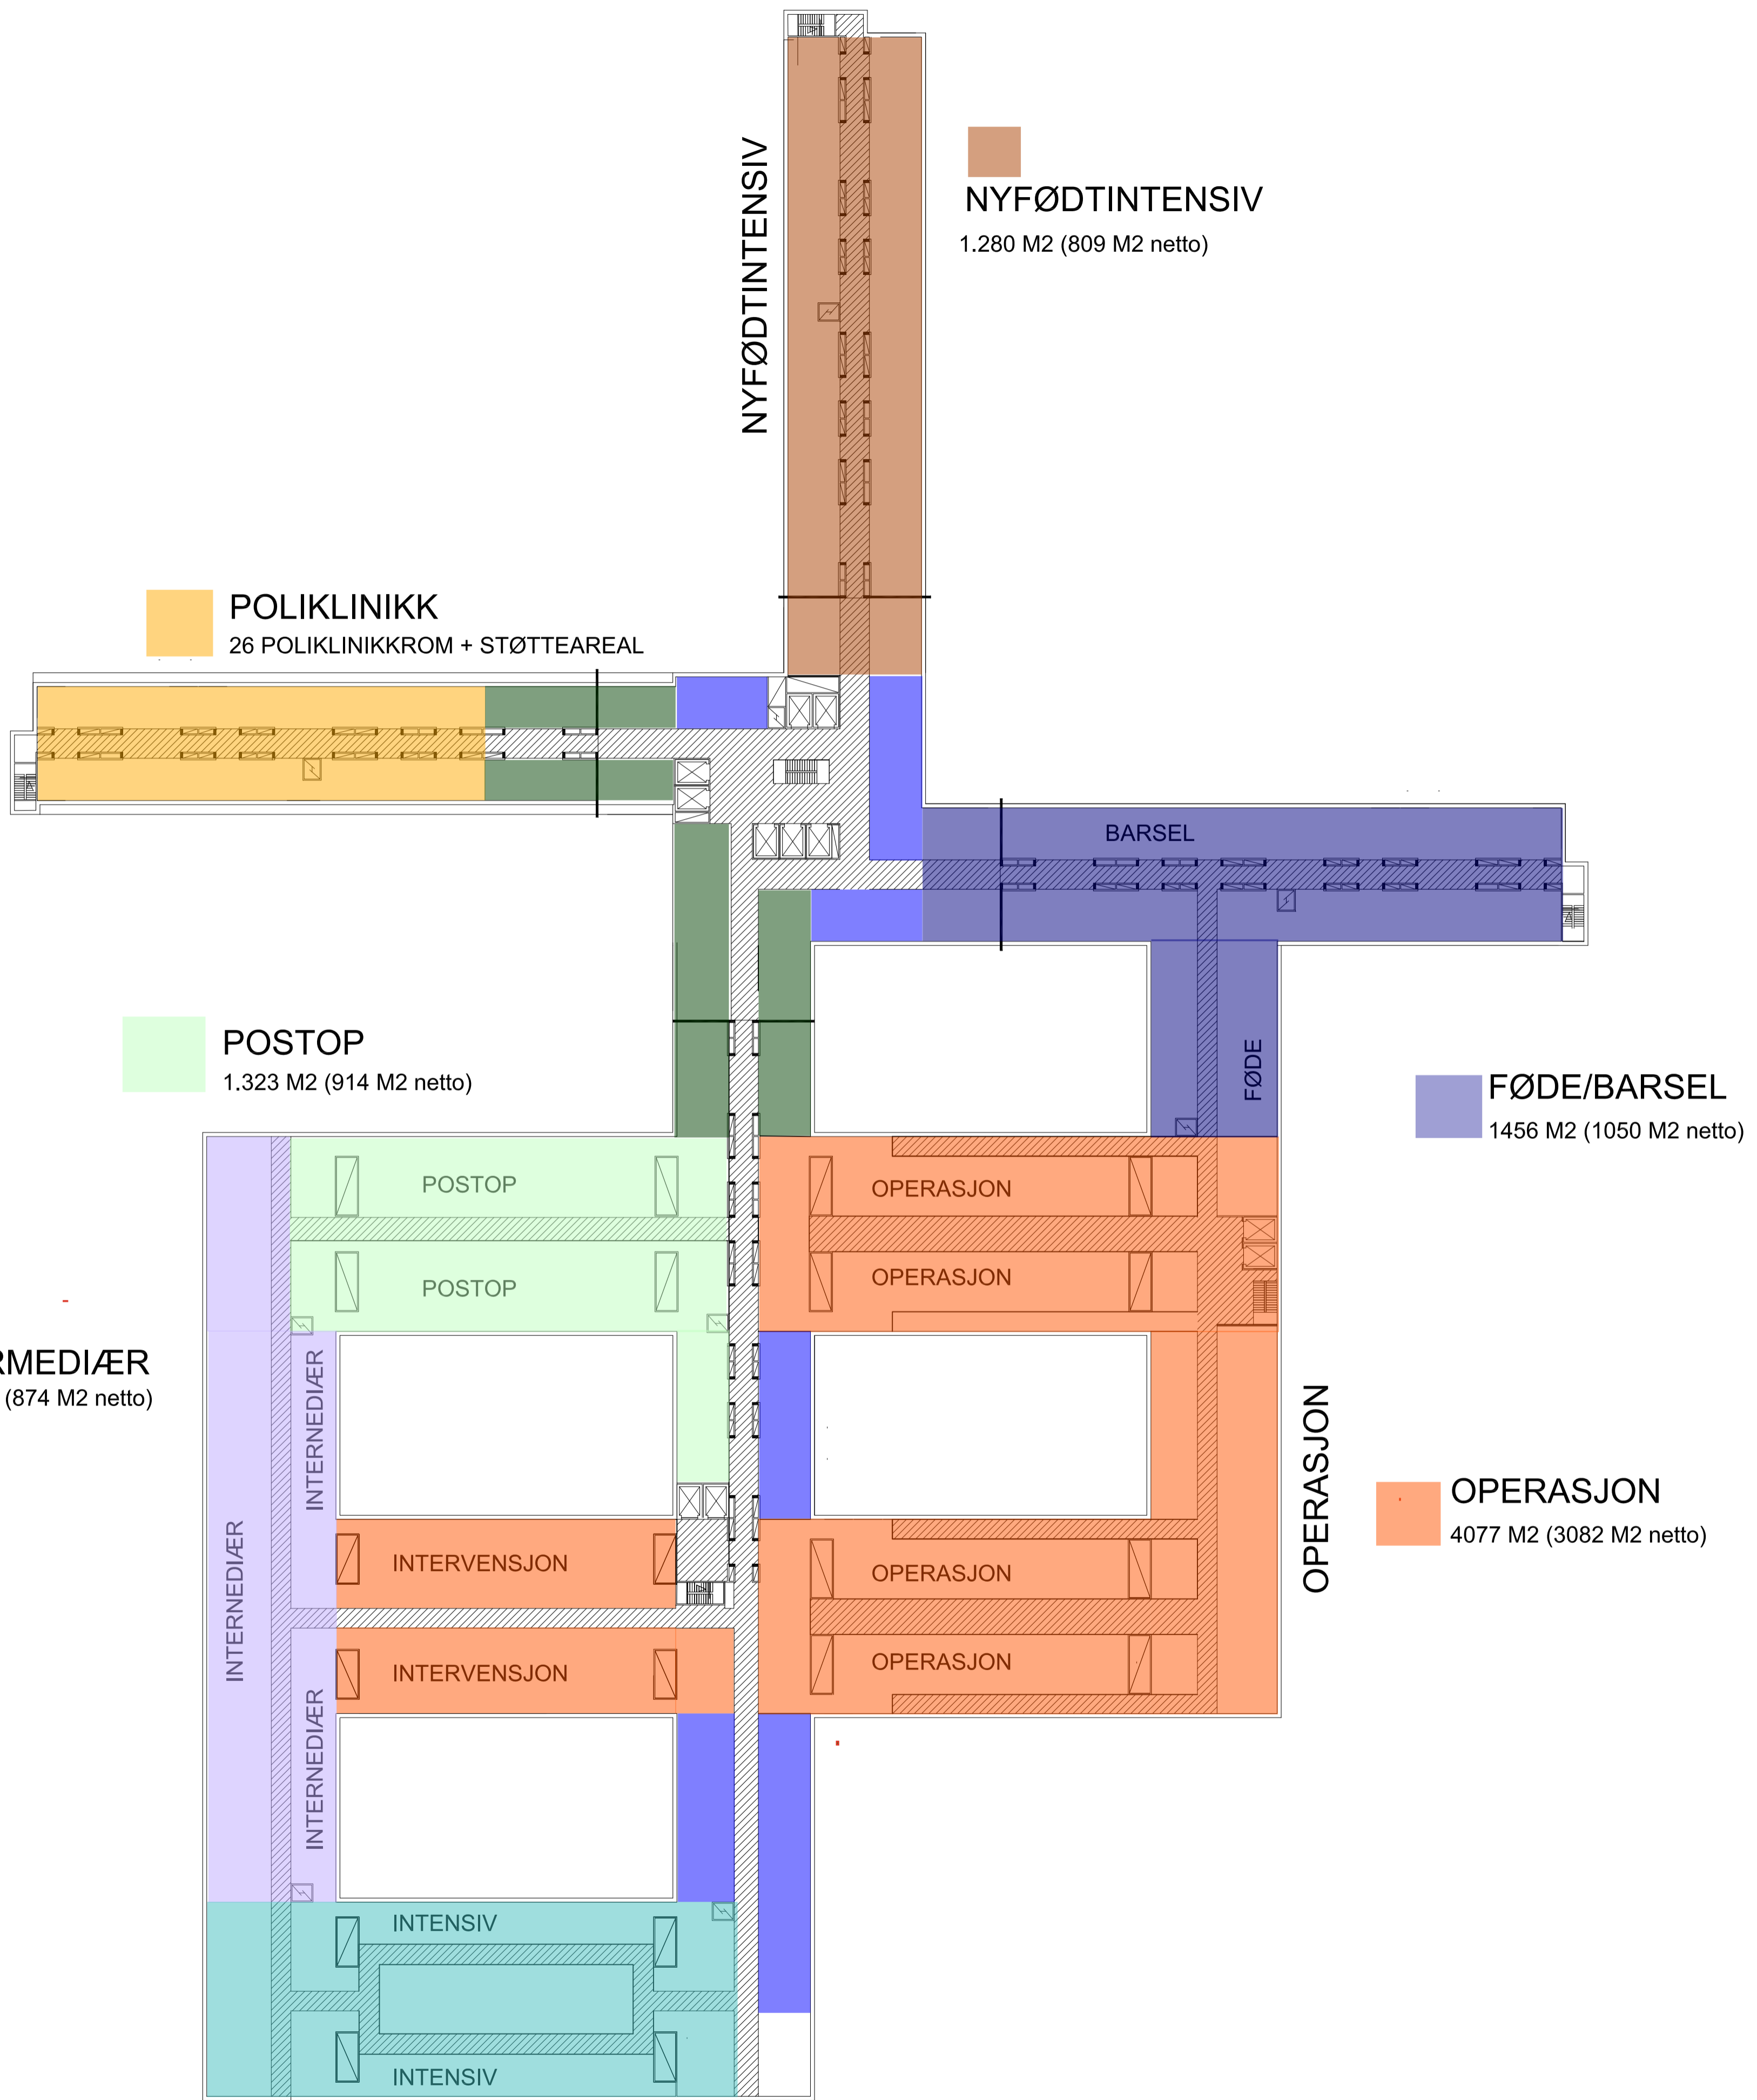 NYFØDTINTENSIV
NYFØDTINTENSIV
1.280 M2 (809 M2 netto)
POLIKLINIKK
26 POLIKLINIKKROM + STØTTEAREAL
BARSEL
POSTOP
1.323 M2 (914 M2 netto)
FØDE
FØDE/BARSEL
1456 M2 (1050 M2 netto)
POSTOP
OPERASJON
POSTOP
OPERASJON
RMEDIÆR
(874 M2 netto)
INTERNEDIÆR
OPERASJON
OPERASJON
4077 M2 (3082 M2 netto)
INTERNEDIÆR
INTERVENSJON
OPERASJON
INTERVENSJON
OPERASJON
INTERNEDIÆR
INTENSIV
INTENSIV